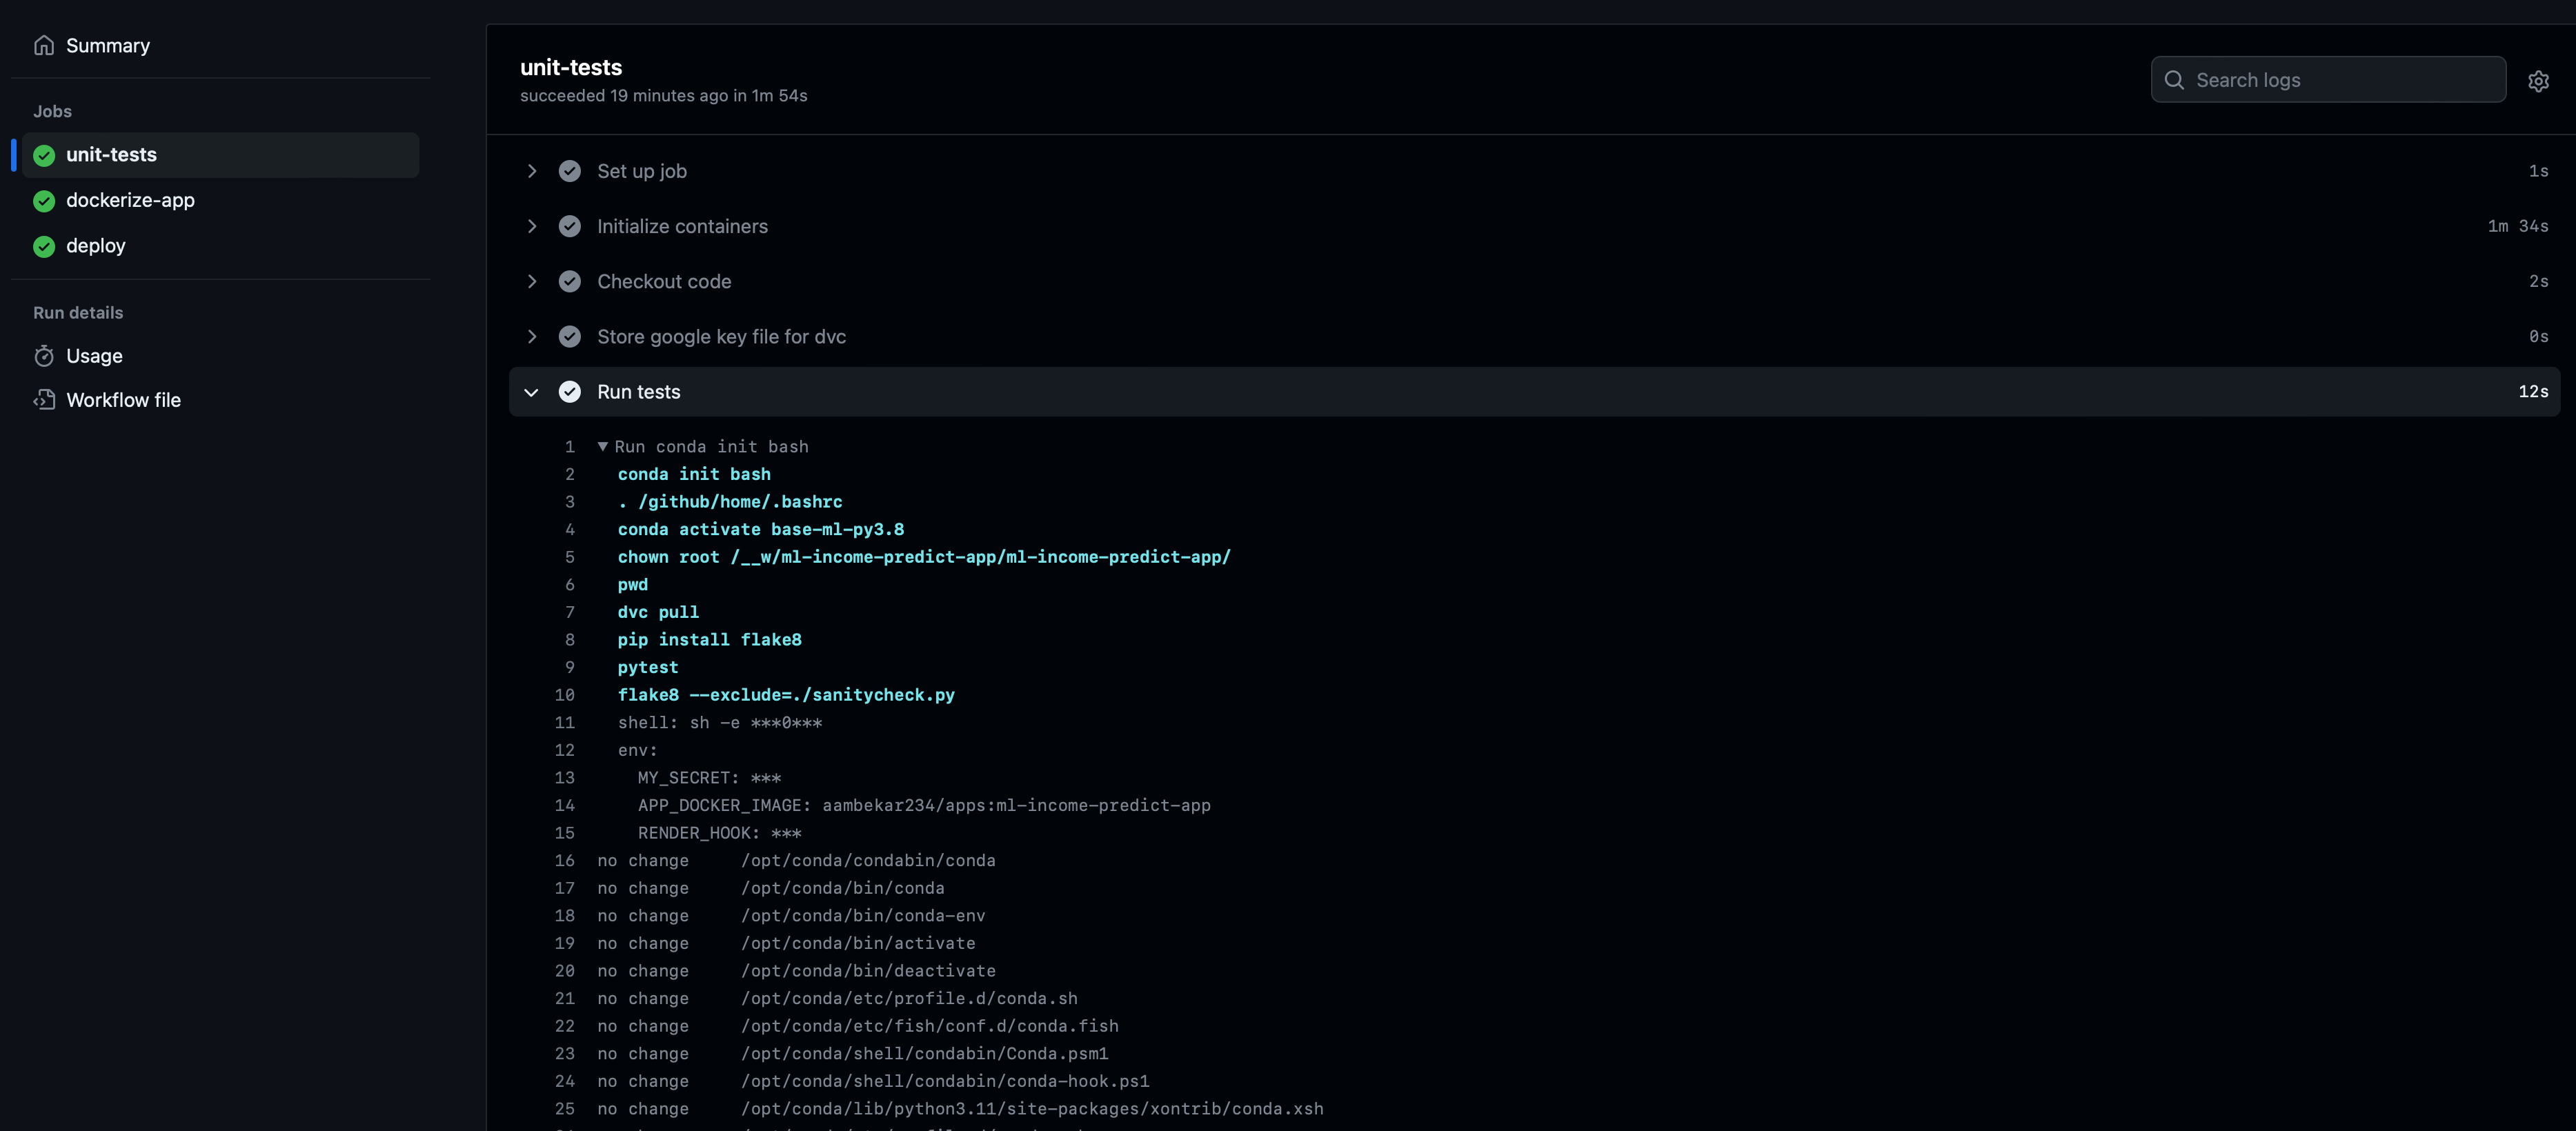 Summary
Jobs
unit-tests
dockerize-app
deploy
Run details
Usage
Workflow file
unit-tests
succeeded 19 minutes ago in 1m 54s
Search logs
Set up job 1s
Initialize containers 1m 34s
Checkout code 2s
Store google key file for dvc 0s
Run tests 12s
1 ▼ Run conda init bash
2 conda init bash
3 . /github/home/.bashrc
4 conda activate base-ml-py3.8
5 chown root /__w/ml-income-predict-app/ml-income-predict-app/
6 pwd
7 dvc pull
8 pip install flake8
9 pytest
10 flake8 --exclude=./sanitycheck.py
11 shell: sh -e ***0***
12 env:
13 MY_SECRET: ***
14 APP_DOCKER_IMAGE: aambekar234/apps:ml-income-predict-app
15 RENDER_HOOK: ***
16 no change /opt/conda/condabin/conda
17 no change /opt/conda/bin/conda
18 no change /opt/conda/bin/conda-env
19 no change /opt/conda/bin/activate
20 no change /opt/conda/bin/deactivate
21 no change /opt/conda/etc/profile.d/conda.sh
22 no change /opt/conda/etc/fish/conf.d/conda.fish
23 no change /opt/conda/shell/condabin/Conda.psm1
24 no change /opt/conda/shell/condabin/conda-hook.ps1
25 no change /opt/conda/lib/python3.11/site-packages/xontrib/conda.xsh